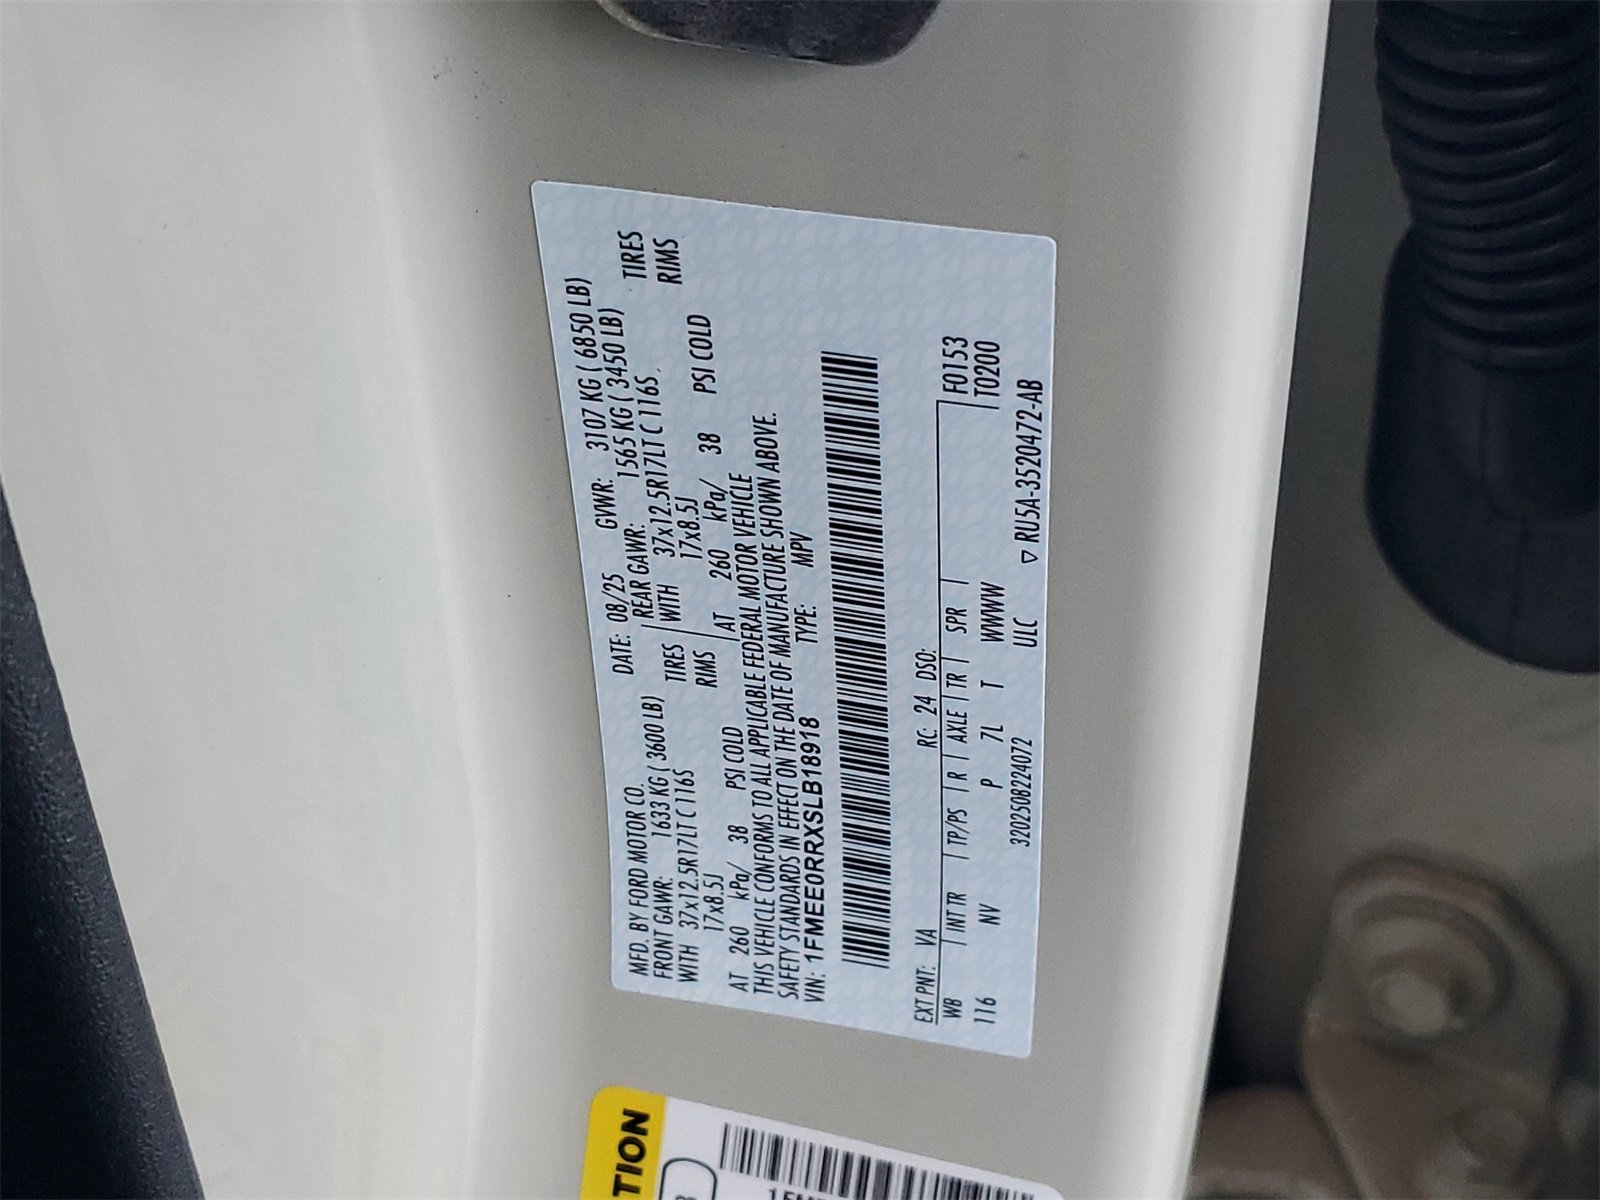 MFD. BY FORD MOTOR CO.
DATE: 08/25 GVWR: 3107 KG ( 6850 LB)
FRONT GAWR: 1633 KG ( 3600 LB) REAR GAWR: 1565 KG ( 3450 LB)
WITH 37x12.5R17LT C 116S TIRES WITH 37x12.5R17LT C 116S TIRES
17x8.5J RIMS 17x8.5J RIMS
AT 260 kPa/ 38 PSI COLD AT 260 kPa/ 38 PSI COLD
THIS VEHICLE CONFORMS TO ALL APPLICABLE FEDERAL MOTOR VEHICLE
SAFETY STANDARDS IN EFFECT ON THE DATE OF MANUFACTURE SHOWN ABOVE.
VIN: 1FMEE0RRXSLB18918 TYPE: MPV
EXT PNT: VA RC: 24 DSO: F0153
WB INT TR TP/PS R AXLE TR SPR T0200
116 NV P 7L T WWWW
32025082​24072 ULC ▽ RU5A-3520472-AB
TION